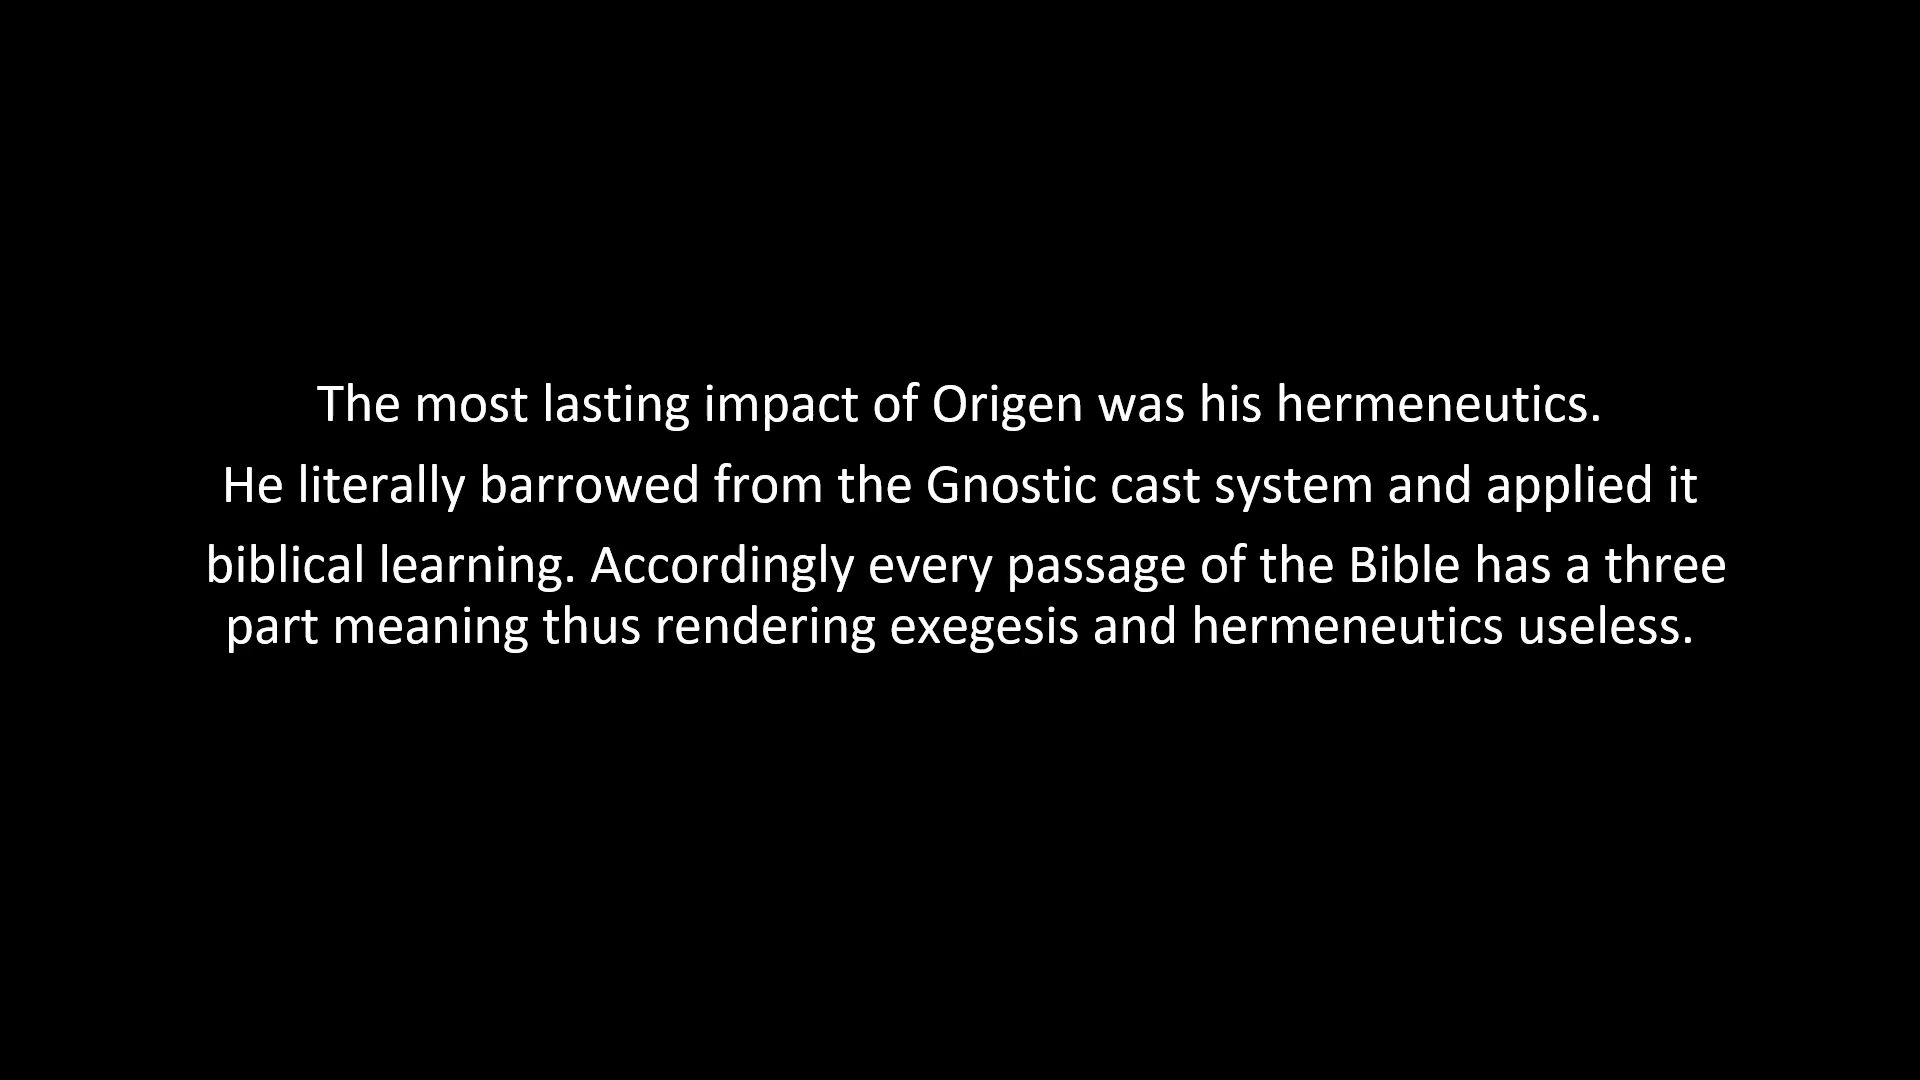 The most lasting impact of Origen was his hermeneutics.
He literally barrowed from the Gnostic cast system and applied it
biblical learning. Accordingly every passage of the Bible has a three
part meaning thus rendering exegesis and hermeneutics useless.